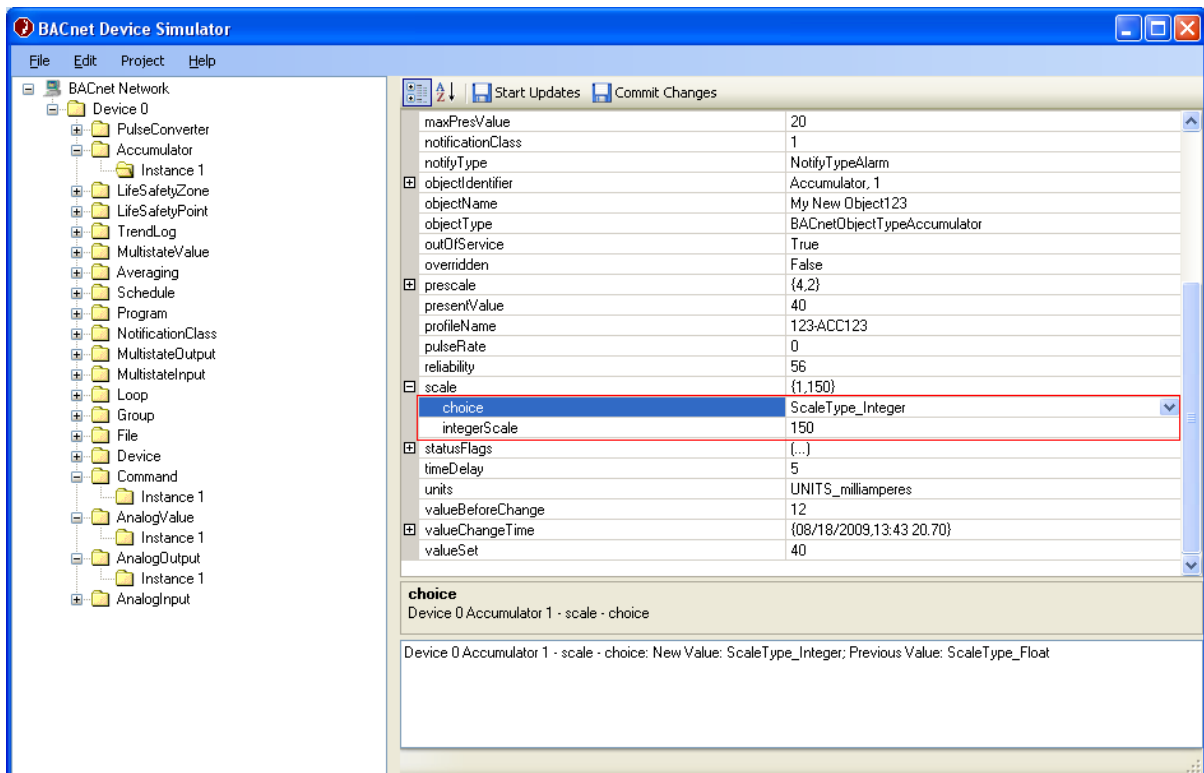 BACnet Device Simulator
File Edit Project Help
BACnet Network
Device 0
PulseConverter
Accumulator
Instance 1
LifeSafetyZone
LifeSafetyPoint
TrendLog
MultistateValue
Averaging
Schedule
Program
NotificationClass
MultistateOutput
MultistateInput
Loop
Group
File
Device
Command
Instance 1
AnalogValue
Instance 1
AnalogOutput
Instance 1
AnalogInput
Start Updates Commit Changes
maxPresValue 20
notificationClass 1
notifyType NotifyTypeAlarm
objectIdentifier Accumulator, 1
objectName My New Object123
objectType BACnetObjectTypeAccumulator
outOfService True
overridden False
prescale {4,2}
presentValue 40
profileName 123-ACC123
pulseRate 0
reliability 56
scale {1,150}
choice ScaleType_Integer
integerScale 150
statusFlags (...)
timeDelay 5
units UNITS_milliamperes
valueBeforeChange 12
valueChangeTime {08/18/2009,13:43 20.70}
valueSet 40
choice
Device 0 Accumulator 1 - scale - choice
Device 0 Accumulator 1 - scale - choice: New Value: ScaleType_Integer; Previous Value: ScaleType_Float